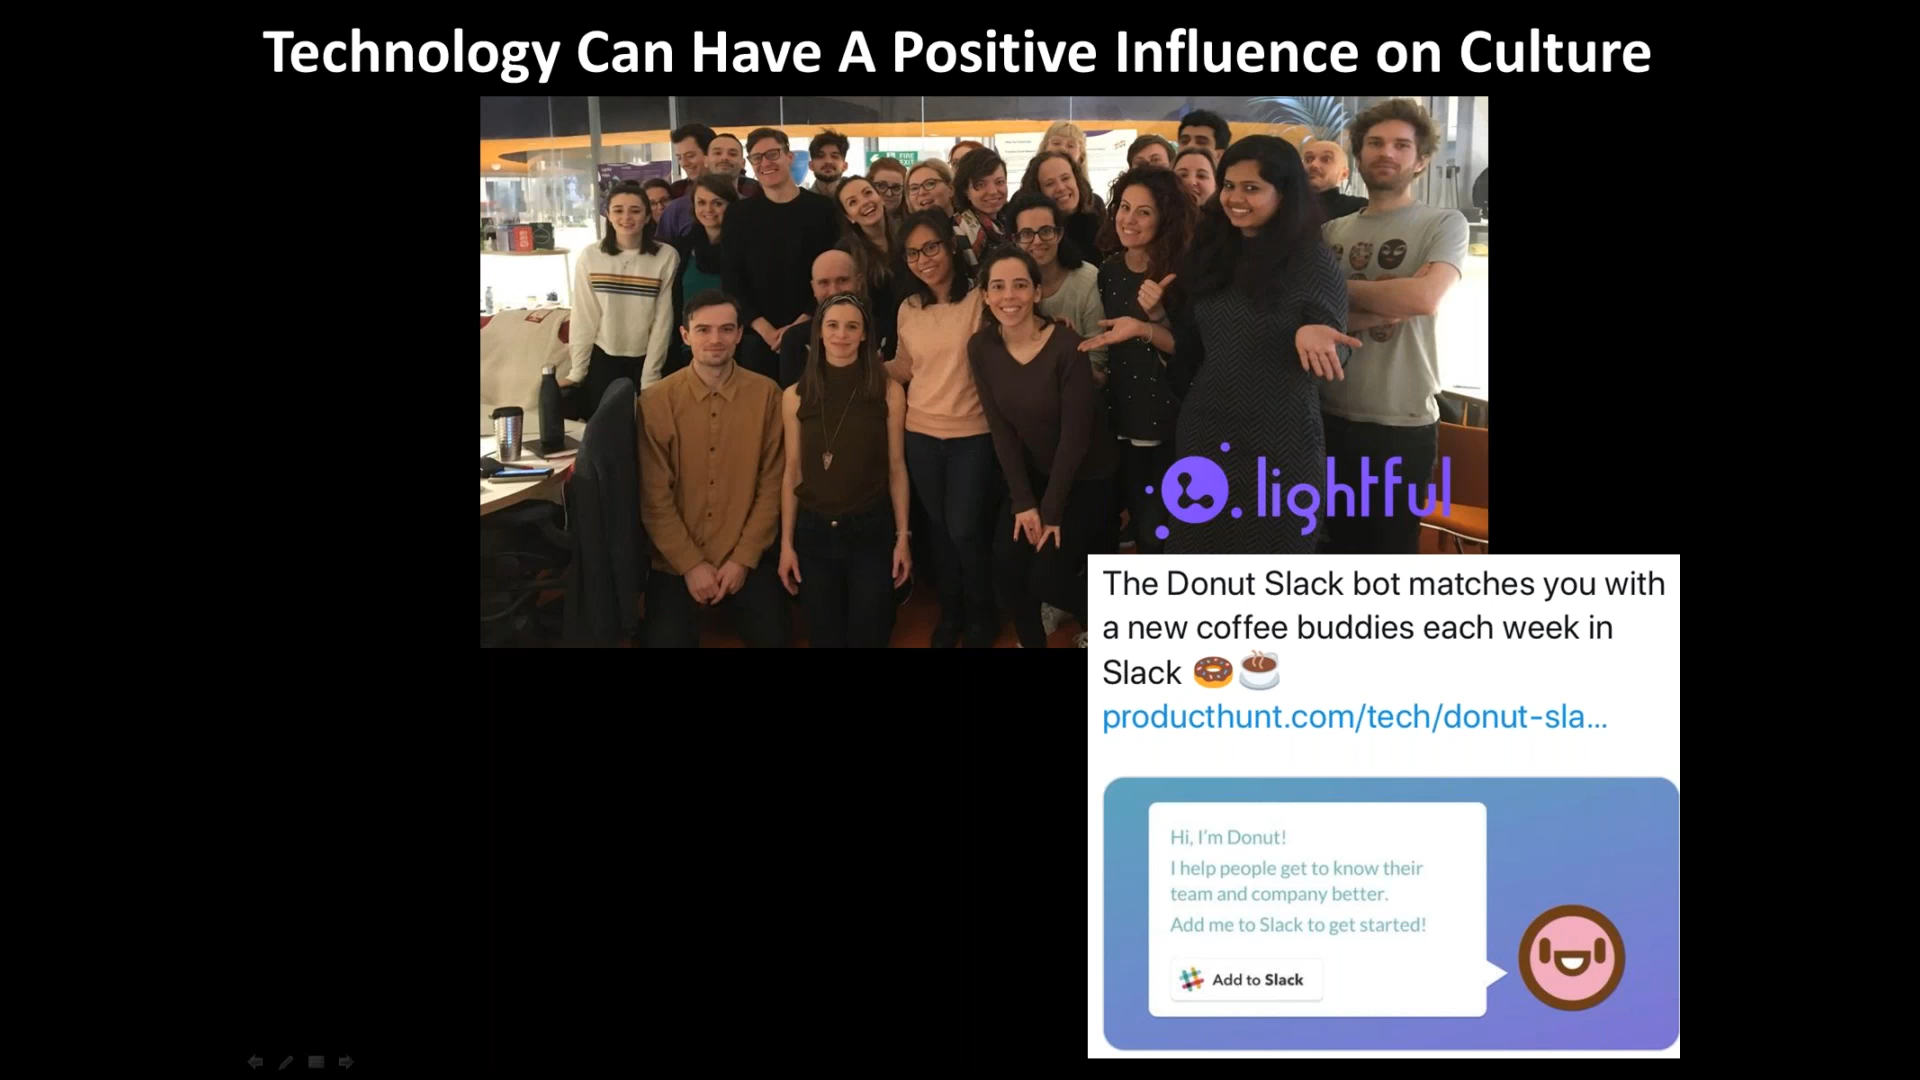 Technology Can Have A Positive Influence on Culture
FIRE
EXIT
lightful
The Donut Slack bot matches you with
a new coffee buddies each week in
Slack 🍩☕
producthunt.com/tech/donut-sla...
Hi, I'm Donut!
I help people get to know their
team and company better.
Add me to Slack to get started!
Add to Slack